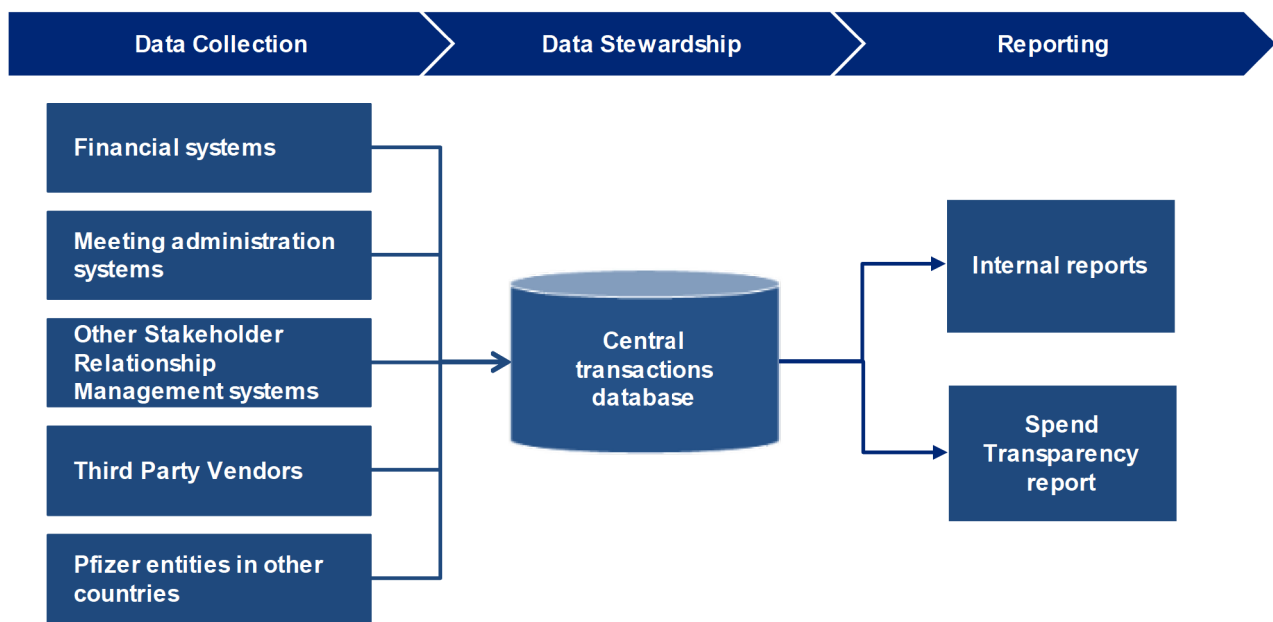 Data Collection
Data Stewardship
Reporting
Financial systems
Meeting administration
systems
Other Stakeholder
Relationship
Management systems
Third Party Vendors
Pfizer entities in other
countries
Central
transactions
database
Internal reports
Spend
Transparency
report